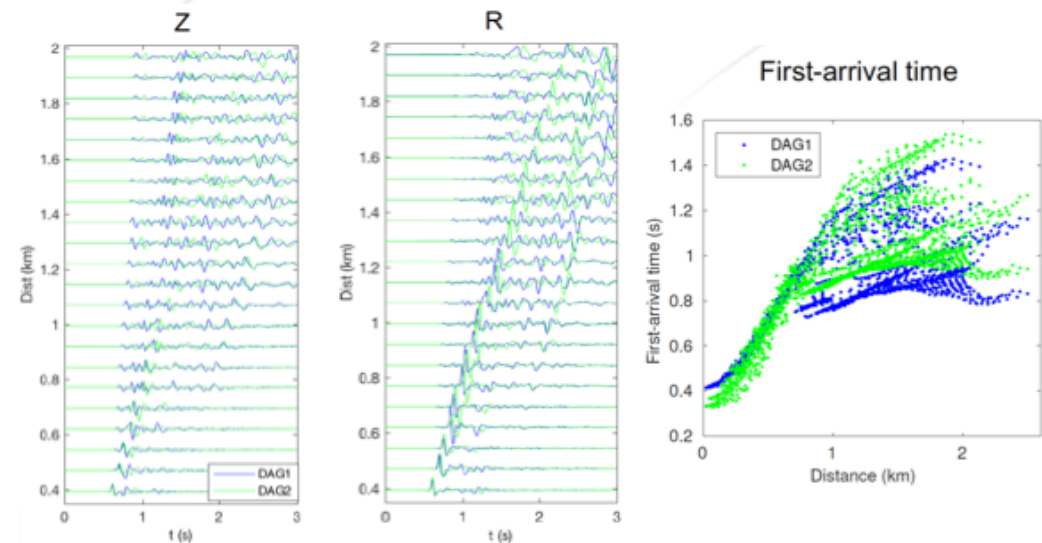 Z
Dist (km)
2
1.8
1.6
1.4
1.2
1
0.8
0.6
0.4
DAG1
DAG2
0 1 2 3
t (s)
R
Dist (km)
2
1.8
1.6
1.4
1.2
1
0.8
0.6
0.4
0 1 2 3
t (s)
First-arrival time
First-arrival time (s)
1.6
1.4
1.2
1
0.8
0.6
0.4
0.2
DAG1
DAG2
0 1 2
Distance (km)